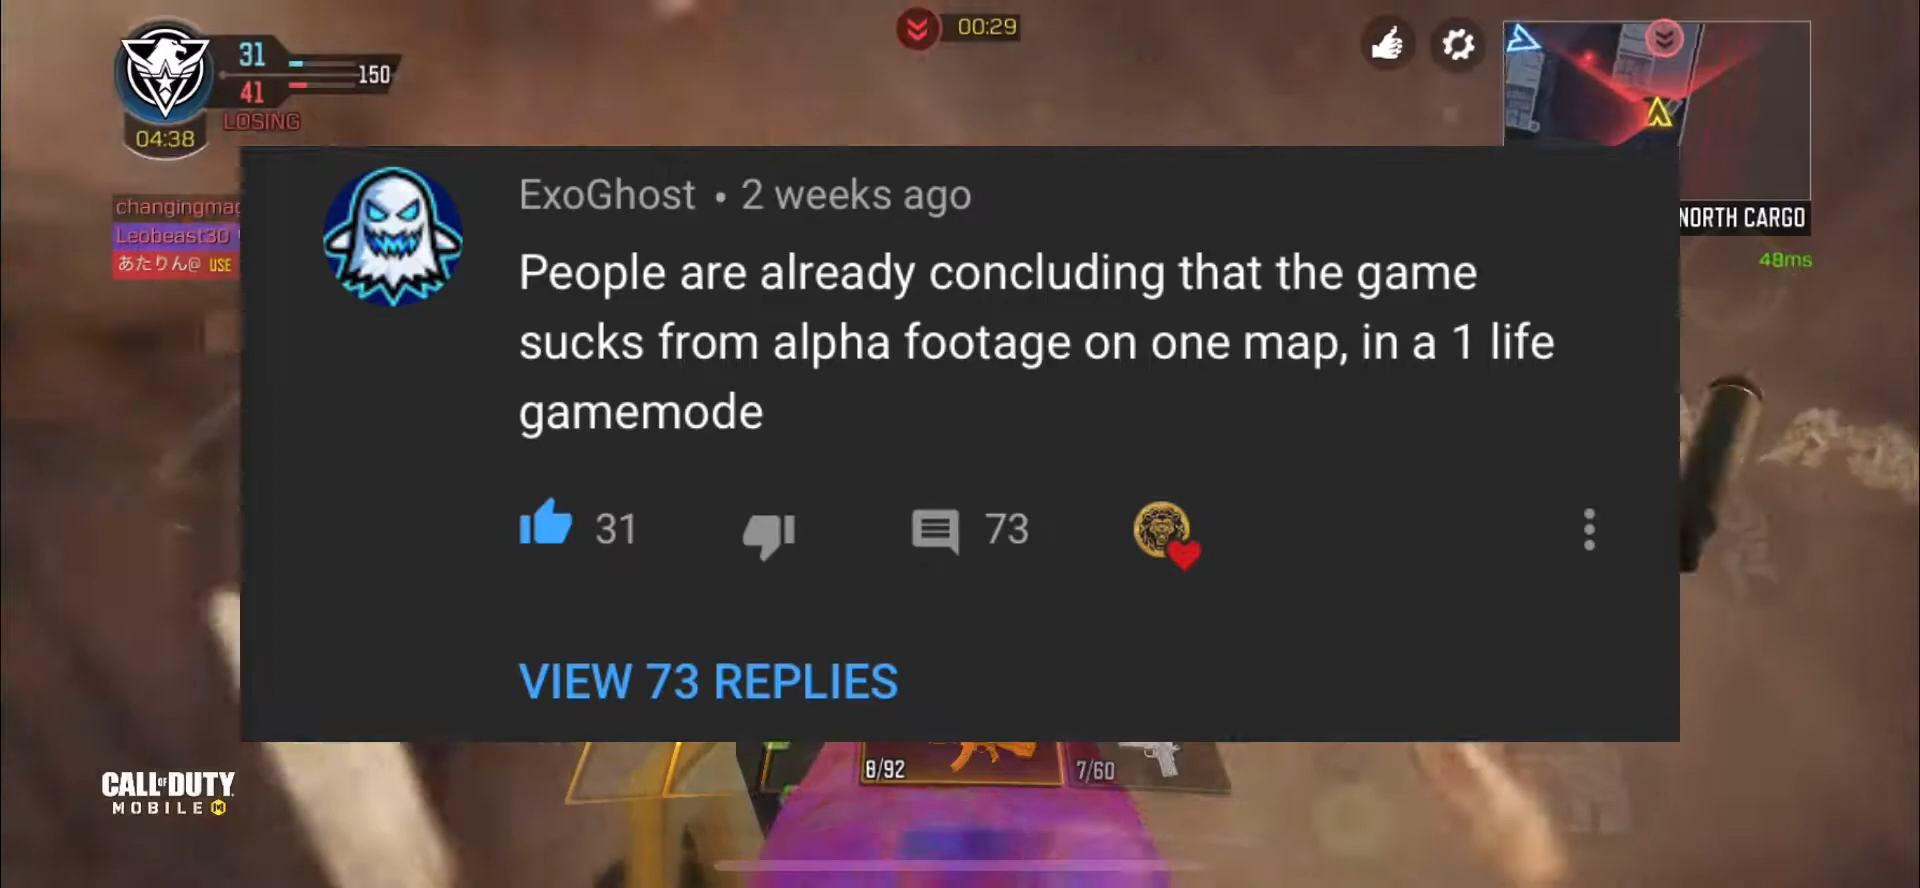 31
41
150
LOSING
04:38
00:29
NORTH CARGO
48ms
changingmac
Leobeast30
あたりん@ USE
ExoGhost • 2 weeks ago
People are already concluding that the game
sucks from alpha footage on one map, in a 1 life
gamemode
31
73
VIEW 73 REPLIES
8/92
7/60
CALL OF DUTY
MOBILE